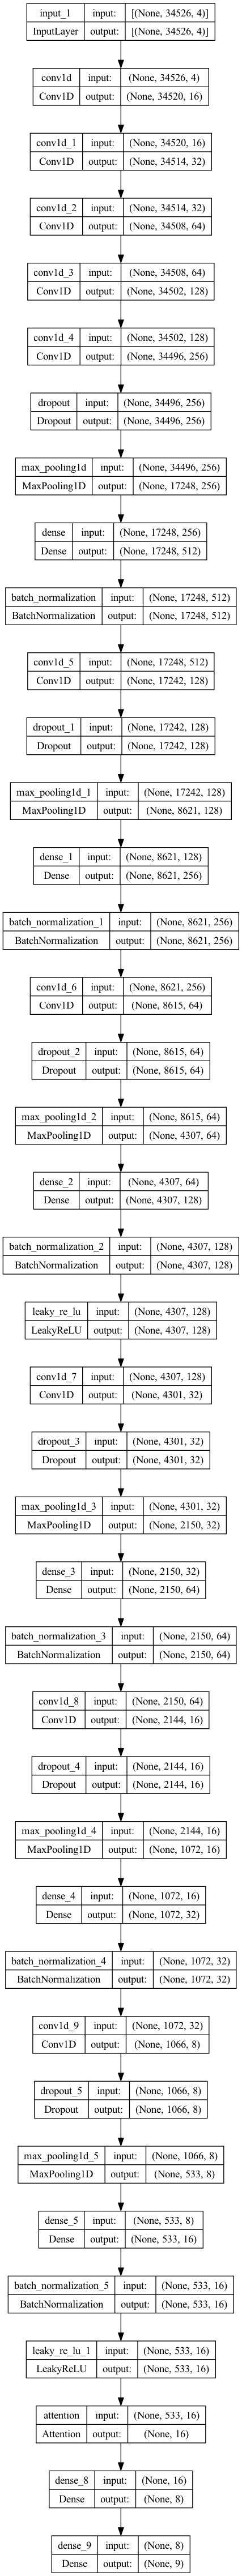 input_1 input: [(None, 34526, 4)]
InputLayer output: [(None, 34526, 4)]
conv1d input: (None, 34526, 4)
Conv1D output: (None, 34520, 16)
conv1d_1 input: (None, 34520, 16)
Conv1D output: (None, 34514, 32)
conv1d_2 input: (None, 34514, 32)
Conv1D output: (None, 34508, 64)
conv1d_3 input: (None, 34508, 64)
Conv1D output: (None, 34502, 128)
conv1d_4 input: (None, 34502, 128)
Conv1D output: (None, 34496, 256)
dropout input: (None, 34496, 256)
Dropout output: (None, 34496, 256)
max_pooling1d input: (None, 34496, 256)
MaxPooling1D output: (None, 17248, 256)
dense input: (None, 17248, 256)
Dense output: (None, 17248, 512)
batch_normalization input: (None, 17248, 512)
BatchNormalization output: (None, 17248, 512)
conv1d_5 input: (None, 17248, 512)
Conv1D output: (None, 17242, 128)
dropout_1 input: (None, 17242, 128)
Dropout output: (None, 17242, 128)
max_pooling1d_1 input: (None, 17242, 128)
MaxPooling1D output: (None, 8621, 128)
dense_1 input: (None, 8621, 128)
Dense output: (None, 8621, 256)
batch_normalization_1 input: (None, 8621, 256)
BatchNormalization output: (None, 8621, 256)
conv1d_6 input: (None, 8621, 256)
Conv1D output: (None, 8615, 64)
dropout_2 input: (None, 8615, 64)
Dropout output: (None, 8615, 64)
max_pooling1d_2 input: (None, 8615, 64)
MaxPooling1D output: (None, 4307, 64)
dense_2 input: (None, 4307, 64)
Dense output: (None, 4307, 128)
batch_normalization_2 input: (None, 4307, 128)
BatchNormalization output: (None, 4307, 128)
leaky_re_lu input: (None, 4307, 128)
LeakyReLU output: (None, 4307, 128)
conv1d_7 input: (None, 4307, 128)
Conv1D output: (None, 4301, 32)
dropout_3 input: (None, 4301, 32)
Dropout output: (None, 4301, 32)
max_pooling1d_3 input: (None, 4301, 32)
MaxPooling1D output: (None, 2150, 32)
dense_3 input: (None, 2150, 32)
Dense output: (None, 2150, 64)
batch_normalization_3 input: (None, 2150, 64)
BatchNormalization output: (None, 2150, 64)
conv1d_8 input: (None, 2150, 64)
Conv1D output: (None, 2144, 16)
dropout_4 input: (None, 2144, 16)
Dropout output: (None, 2144, 16)
max_pooling1d_4 input: (None, 2144, 16)
MaxPooling1D output: (None, 1072, 16)
dense_4 input: (None, 1072, 16)
Dense output: (None, 1072, 32)
batch_normalization_4 input: (None, 1072, 32)
BatchNormalization output: (None, 1072, 32)
conv1d_9 input: (None, 1072, 32)
Conv1D output: (None, 1066, 8)
dropout_5 input: (None, 1066, 8)
Dropout output: (None, 1066, 8)
max_pooling1d_5 input: (None, 1066, 8)
MaxPooling1D output: (None, 533, 8)
dense_5 input: (None, 533, 8)
Dense output: (None, 533, 16)
batch_normalization_5 input: (None, 533, 16)
BatchNormalization output: (None, 533, 16)
leaky_re_lu_1 input: (None, 533, 16)
LeakyReLU output: (None, 533, 16)
attention input: (None, 533, 16)
Attention output: (None, 16)
dense_8 input: (None, 16)
Dense output: (None, 8)
dense_9 input: (None, 8)
Dense output: (None, 9)